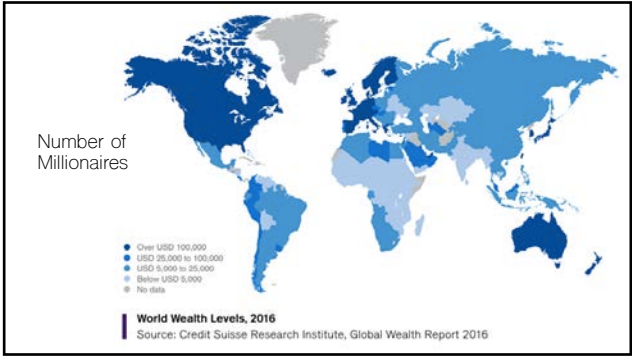 Number of
Millionaires
Over USD 100,000
USD 25,000 to 100,000
USD 5,000 to 25,000
Below USD 5,000
No data
World Wealth Levels, 2016
Source: Credit Suisse Research Institute, Global Wealth Report 2016